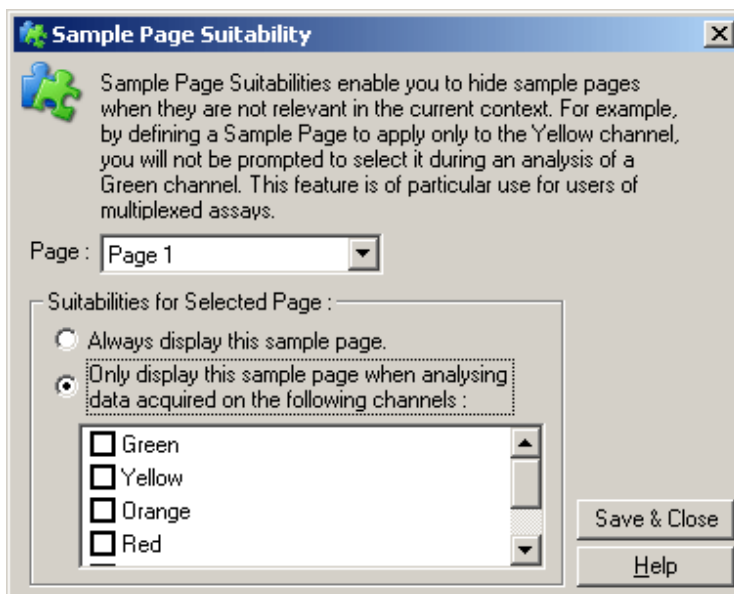 Sample Page Suitability
Sample Page Suitabilities enable you to hide sample pages
when they are not relevant in the current context. For example,
by defining a Sample Page to apply only to the Yellow channel,
you will not be prompted to select it during an analysis of a
Green channel. This feature is of particular use for users of
multiplexed assays.
Page : Page 1
Suitabilities for Selected Page :
Always display this sample page.
Only display this sample page when analysing
data acquired on the following channels :
Green
Yellow
Orange
Red
Save & Close
Help